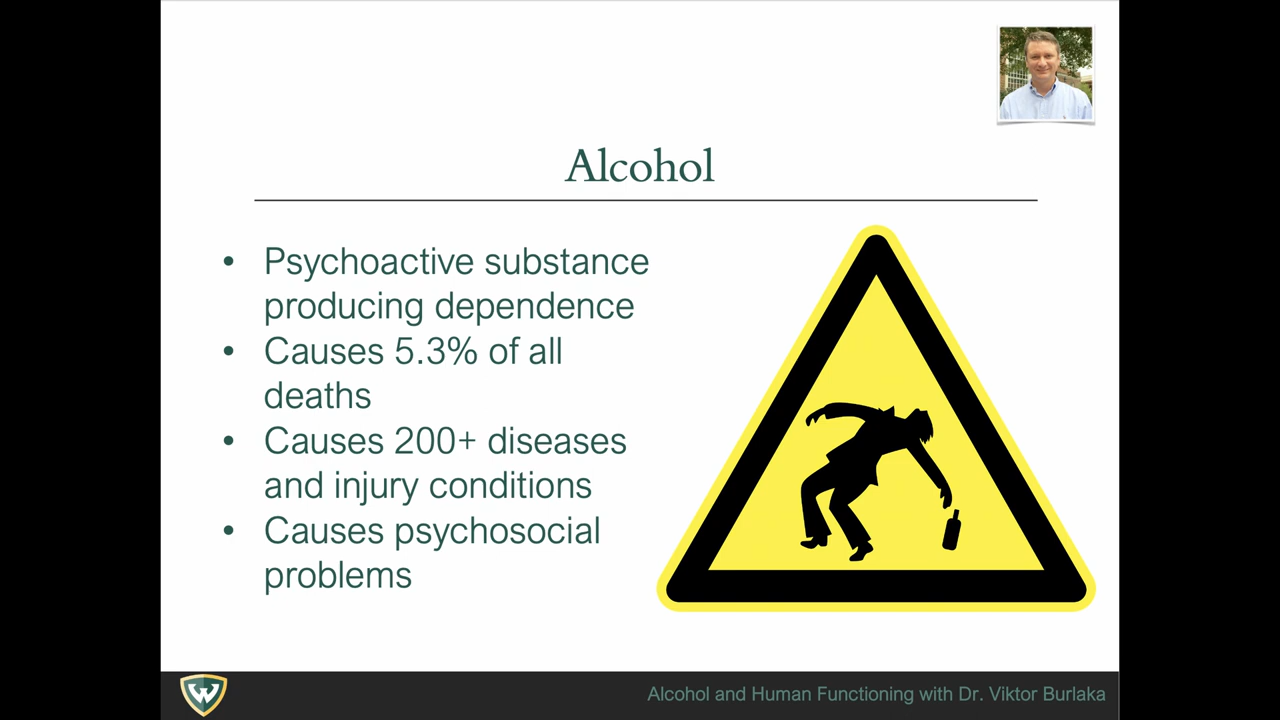 Alcohol
• Psychoactive substance
producing dependence
• Causes 5.3% of all
deaths
• Causes 200+ diseases
and injury conditions
• Causes psychosocial
problems
W
Alcohol and Human Functioning with Dr. Viktor Burlaka